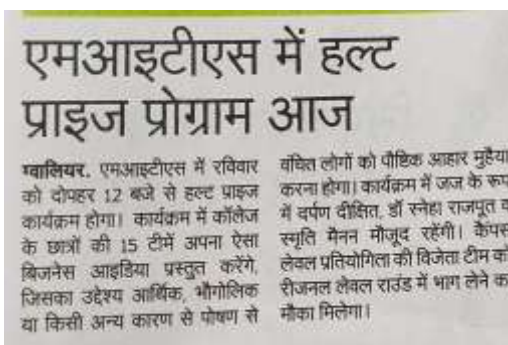 एमआइटीएस में हल्ट
प्राइज प्रोग्राम आज
ग्वालियर. एमआइटीएस में रविवार
को दोपहर 12 बजे से हल्ट प्राइज
कार्यक्रम होगा। कार्यक्रम में कॉलेज
के छात्रों की 15 टीमें अपना ऐसा
बिजनेस आइडिया प्रस्तुत करेंगे,
जिसका उद्देश्य आर्थिक, भौगोलिक
या किसी अन्य कारण से पोषण से
वंचित लोगों को पौष्टिक आहार मुहैया
करना होगा। कार्यक्रम में जज के रूप
में दर्पण दीक्षित, डॉ स्नेहा राजपूत व
स्मृति मैनन मौजूद रहेंगी। कैंपस
लेवल प्रतियोगिता की विजेता टीम को
रीजनल लेवल राउंड में भाग लेने का
मौका मिलेगा।